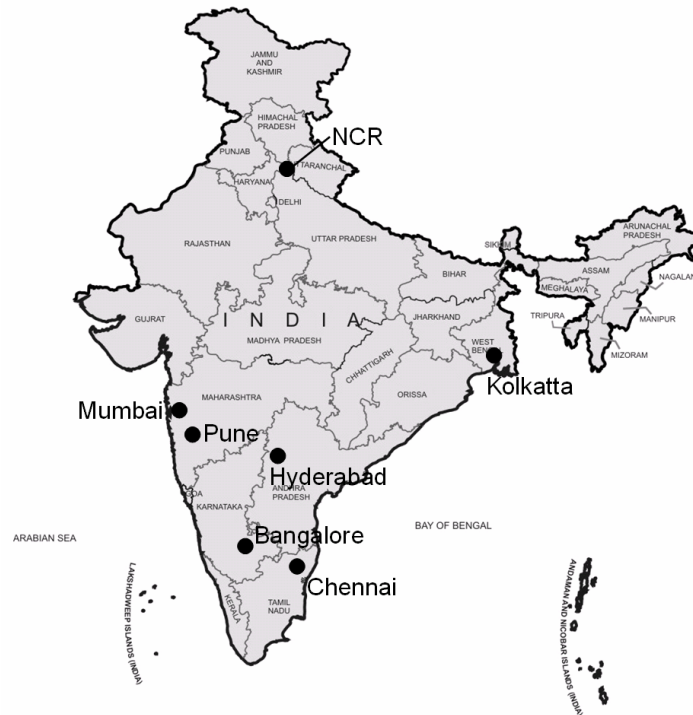 JAMMU
AND
KASHMIR
HIMACHAL
PRADESH
PUNJAB
NCR
TTARANCHAL
HARYANA
DELHI
RAJASTHAN
UTTAR PRADESH
SIKKIM
ARUNACHAL
PRADESH
ASSAM
NAGALAN
BIHAR
MEGHALAYA
GUJRAT
I N D I A
JHARKHAND
TRIPURA
MANIPUR
MADHYA PRADESH
WEST
BENGAL
MIZORAM
CHHATTIGARH
Kolkatta
MAHARASHTRA
ORISSA
Mumbai
Pune
Hyderabad
ANDHRA
PRADESH
GOA
KARNATAKA
Bangalore
BAY OF BENGAL
ARABIAN SEA
Chennai
LAKSHADWEEP ISLANDS (INDIA)
KERALA
TAMIL
NADU
ANDAMAN AND NICOBAR ISLANDS (INDIA)